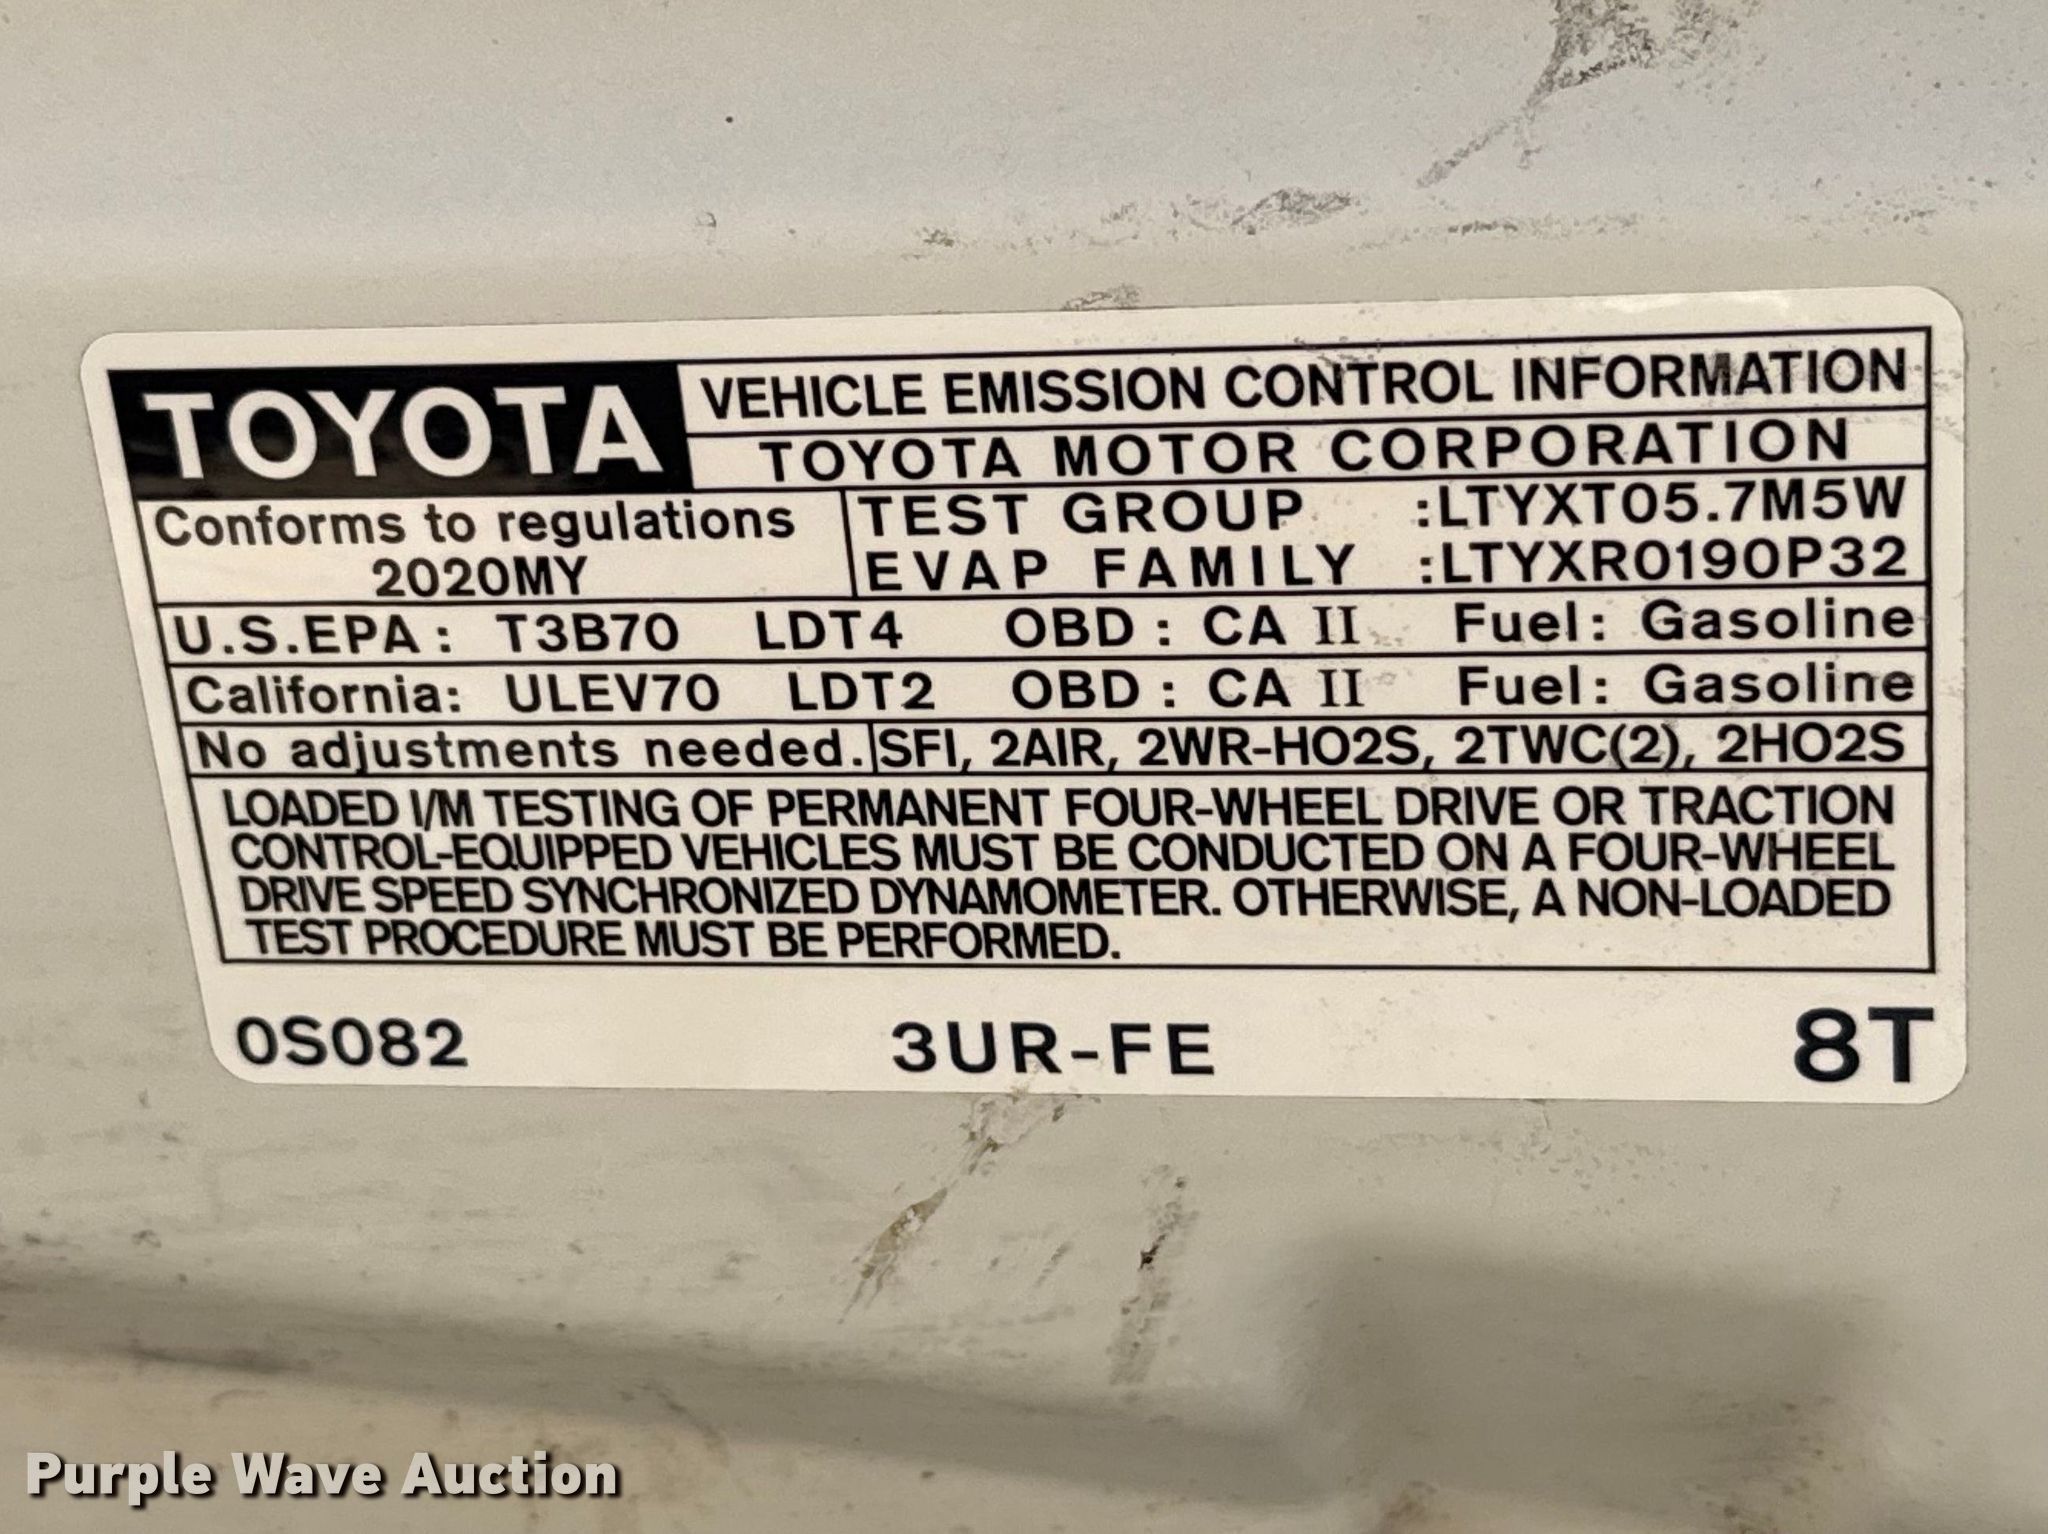 TOYOTA
VEHICLE EMISSION CONTROL INFORMATION
TOYOTA MOTOR CORPORATION
Conforms to regulations
2020MY
TEST GROUP :LTYXT05.7M5W
EVAP FAMILY :LTYXR0190P32
U.S.EPA: T3B70 LDT4 OBD: CA II Fuel: Gasoline
California: ULEV70 LDT2 OBD: CA II Fuel: Gasoline
No adjustments needed. SFI, 2AIR, 2WR-HO2S, 2TWC(2), 2HO2S
LOADED I/M TESTING OF PERMANENT FOUR-WHEEL DRIVE OR TRACTION
CONTROL-EQUIPPED VEHICLES MUST BE CONDUCTED ON A FOUR-WHEEL
DRIVE SPEED SYNCHRONIZED DYNAMOMETER. OTHERWISE, A NON-LOADED
TEST PROCEDURE MUST BE PERFORMED.
0S082 3UR-FE 8T
Purple Wave Auction